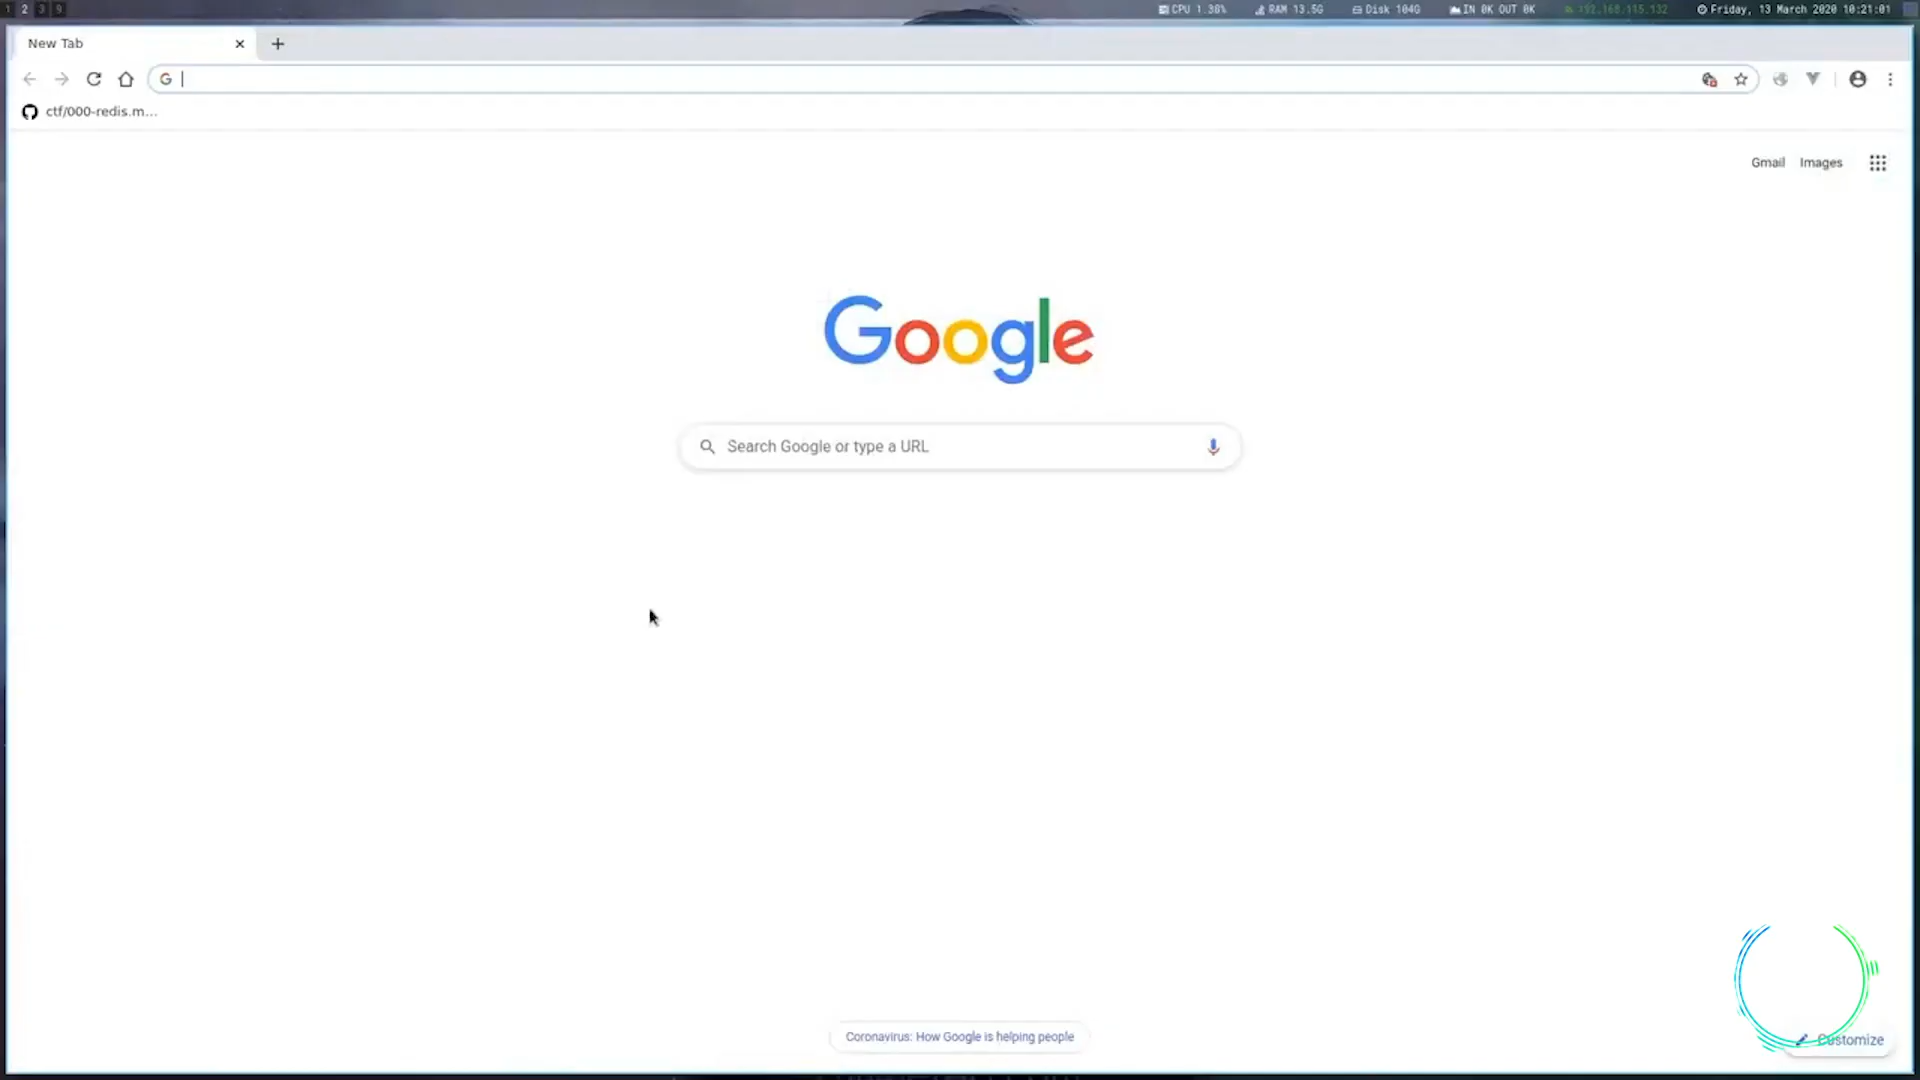 1 2 3 9 CPU 1.38% RAM 13.5G Disk 104G IN 0K OUT 0K 192.168.115.132 Friday, 13 March 2020 10:21:01
New Tab
ctf/000-redis.m...
Gmail Images
Google
Search Google or type a URL
Coronavirus: How Google is helping people
Customize